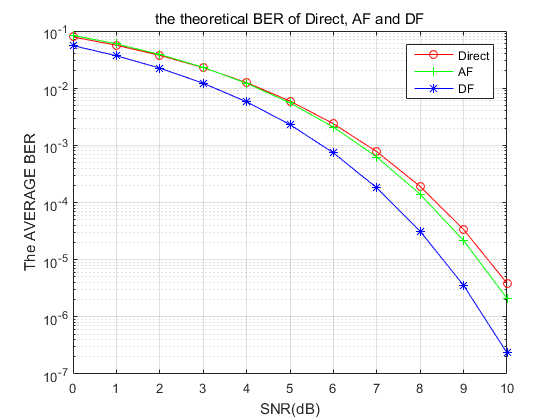 the theoretical BER of Direct, AF and DF
Direct
AF
DF
The AVERAGE BER
10^-1
10^-2
10^-3
10^-4
10^-5
10^-6
10^-7
0 1 2 3 4 5 6 7 8 9 10
SNR(dB)